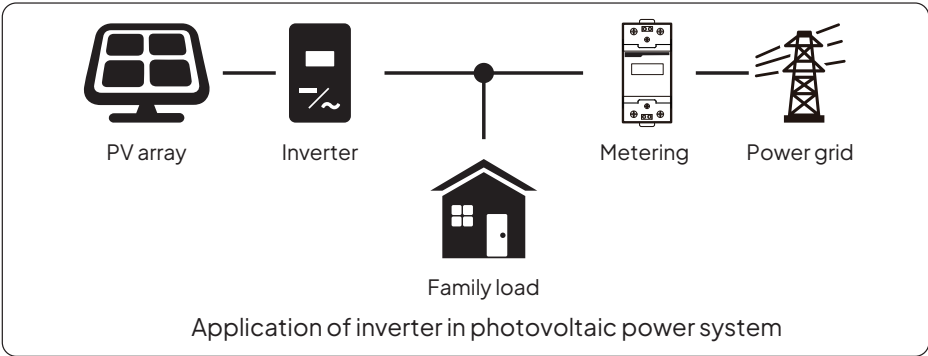 PV array
Inverter
Metering
Power grid
Family load
Application of inverter in photovoltaic power system